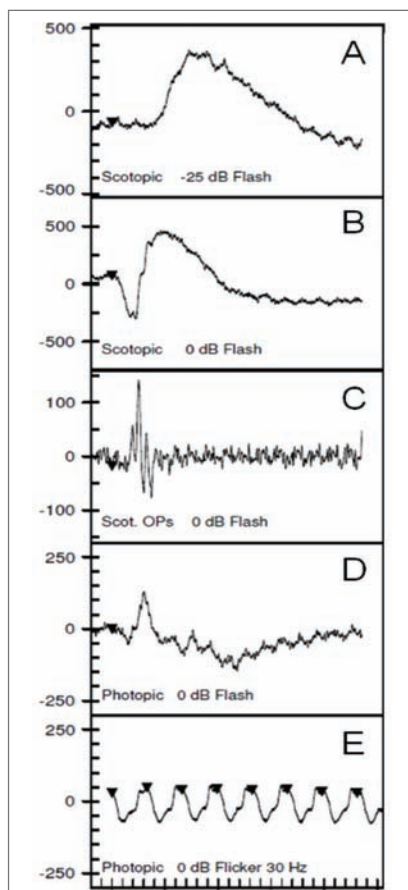 500
A
0
Scotopic -25 dB Flash
-500
500
B
0
Scotopic 0 dB Flash
-500
100
C
0
-100
Scot. OPs 0 dB Flash
250
D
0
Photopic 0 dB Flash
-250
250
E
0
Photopic 0 dB Flicker 30 Hz
-250